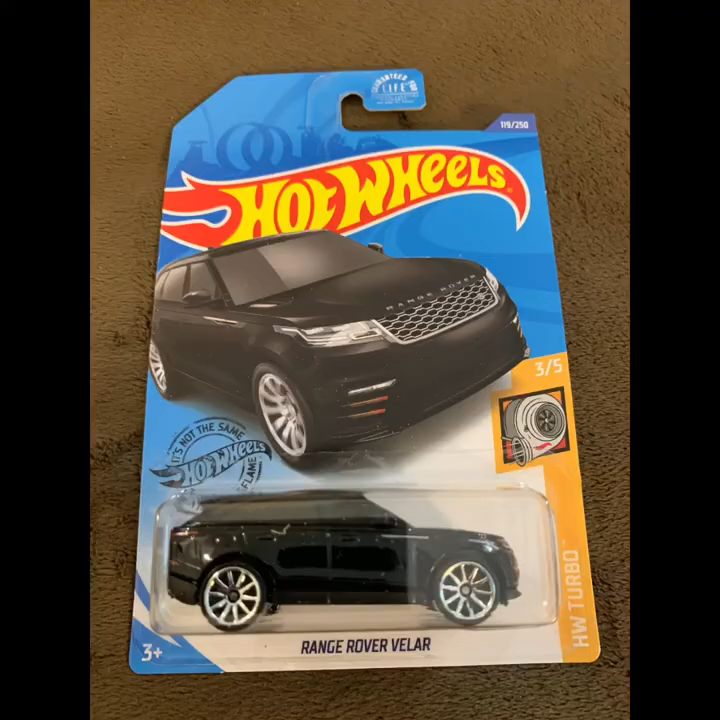 GUARANTEED FOR
LIFE
119/250
HOT WHEELS
RANGE ROVER
3/5
IT'S NOT THE SAME
HOT WHEELS
FLAME
HW TURBO™
RANGE ROVER VELAR
3+